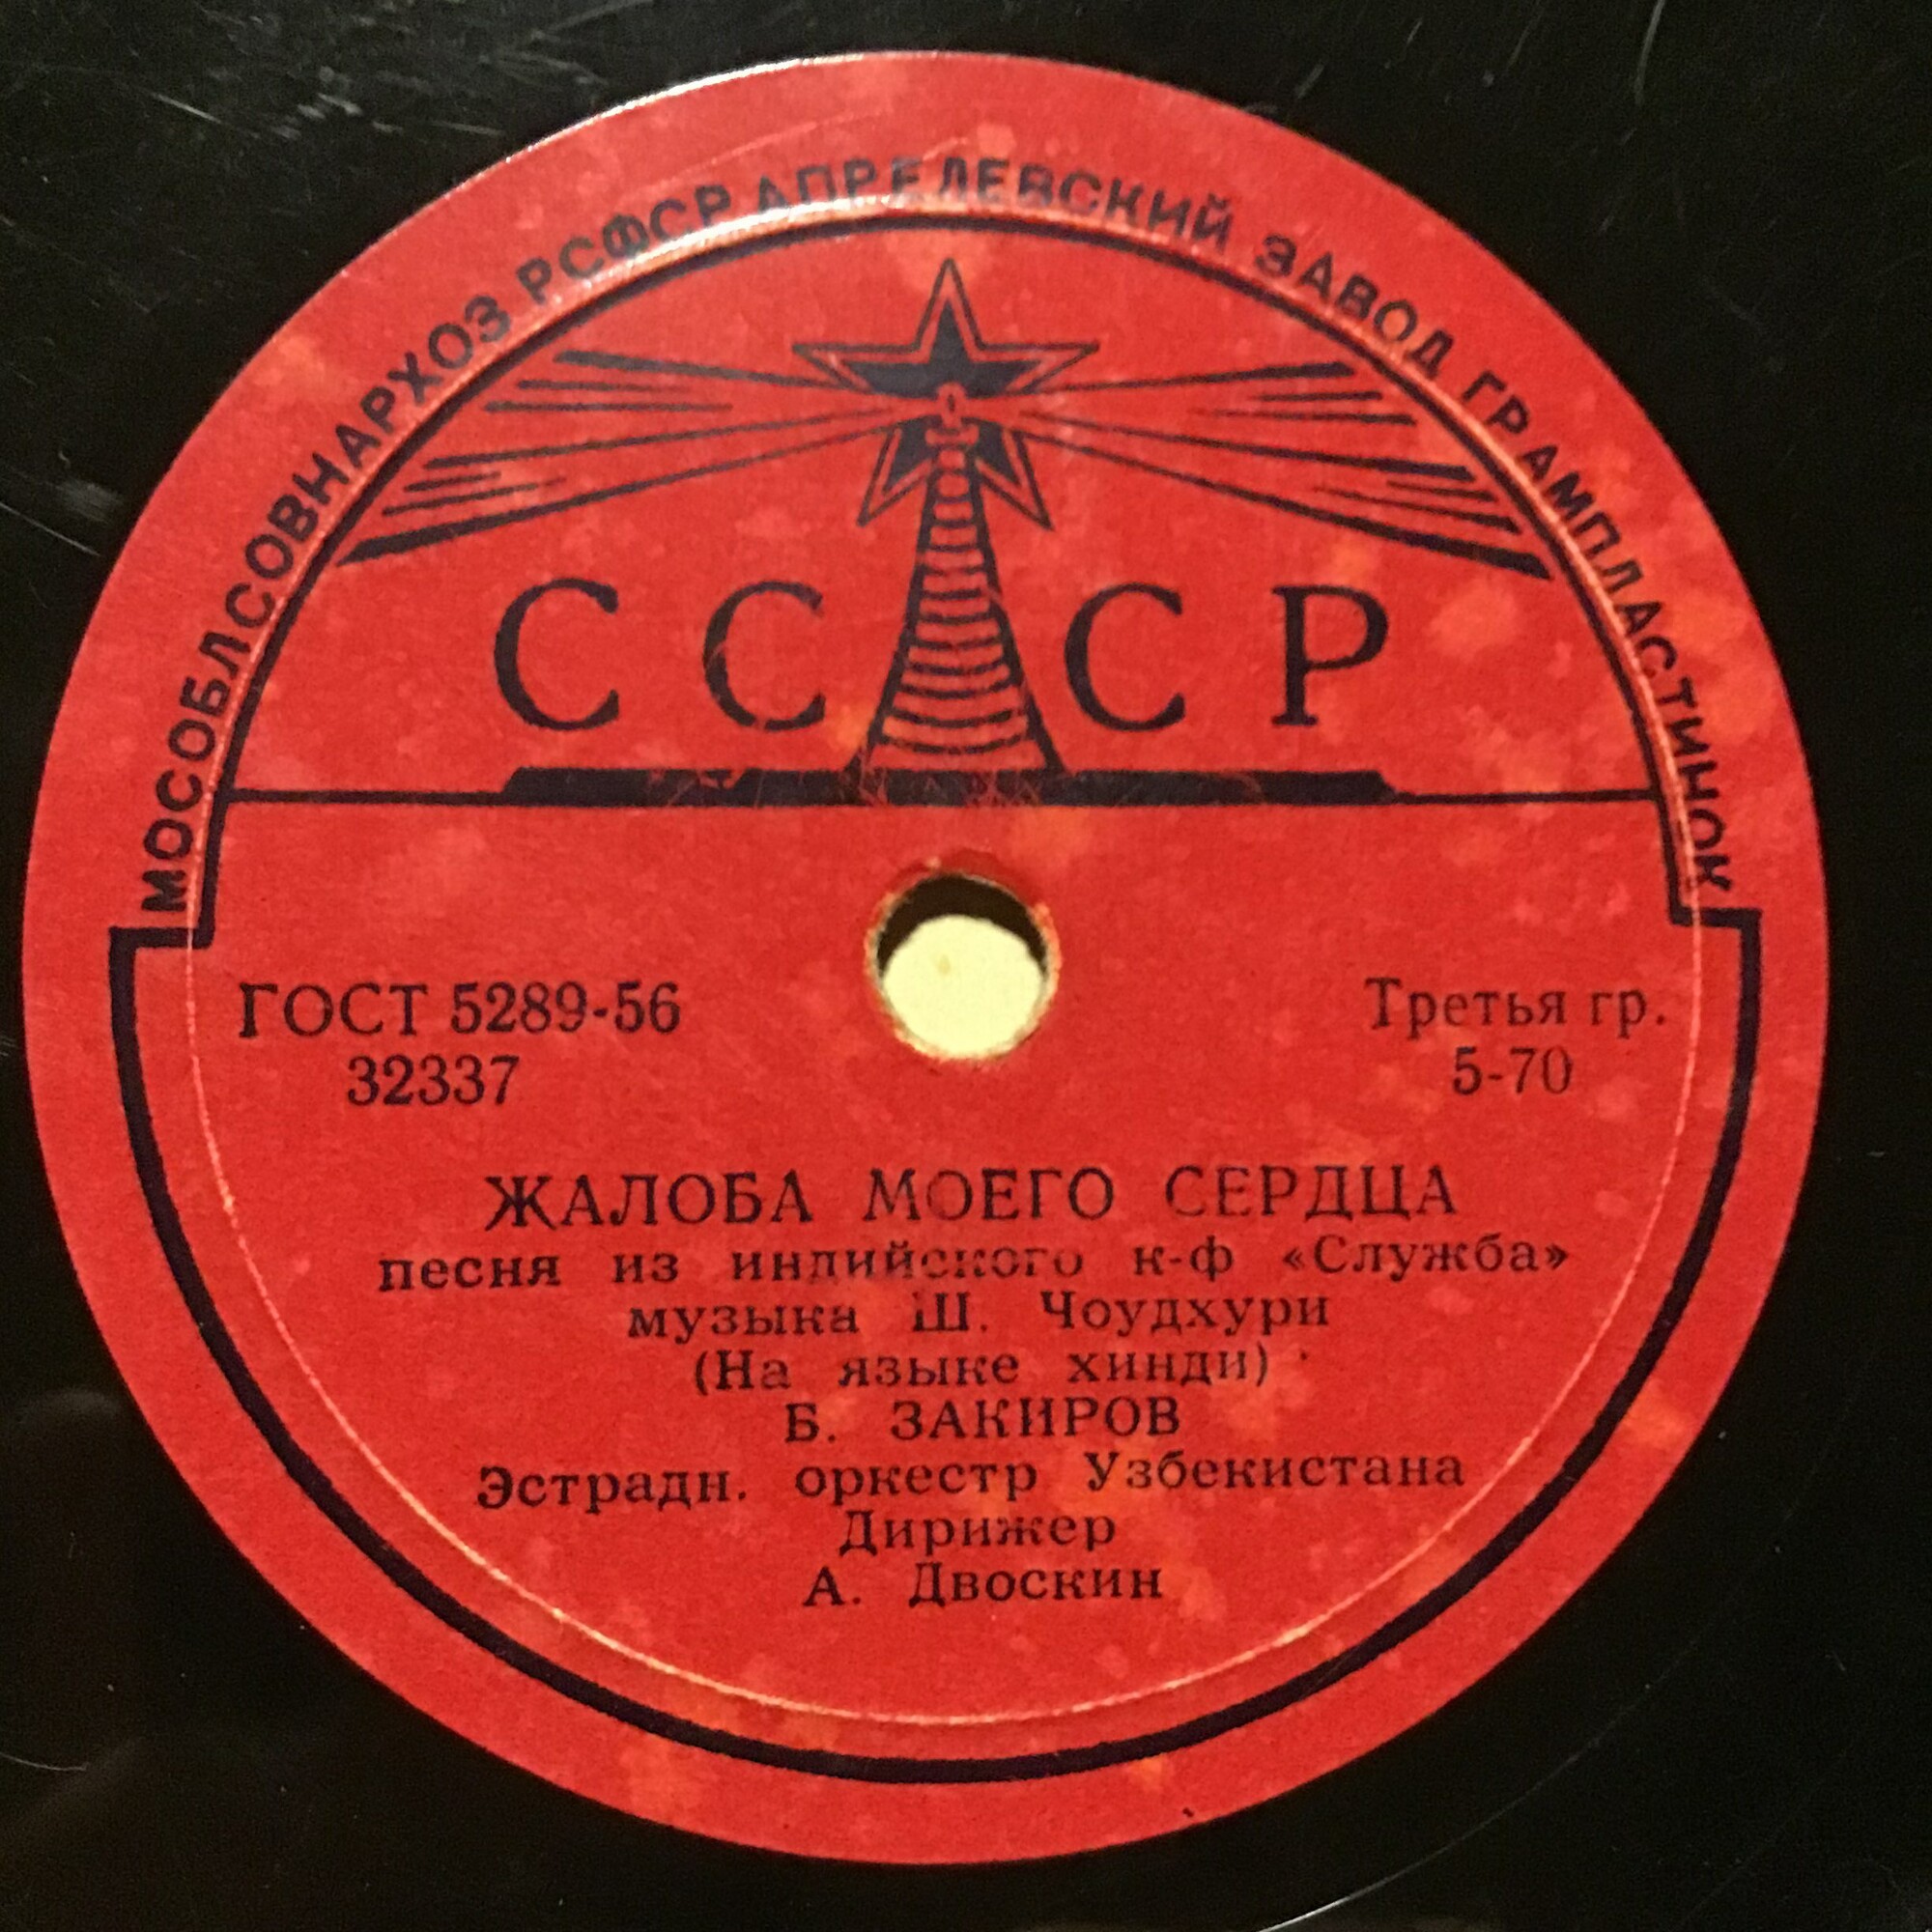 МОСОБЛСОВНАРХОЗ РСФСР АПРЕЛЕВСКИЙ ЗАВОД ГРАМПЛАСТИНОК
СССР
ГОСТ 5289-56
32337
Третья гр.
5-70
ЖАЛОБА МОЕГО СЕРДЦА
песня из индийского к-ф «Служба»
музыка Ш. Чоудхури
(На языке хинди)
Б. ЗАКИРОВ
Эстрадн. оркестр Узбекистана
Дирижер
А. Двоскин